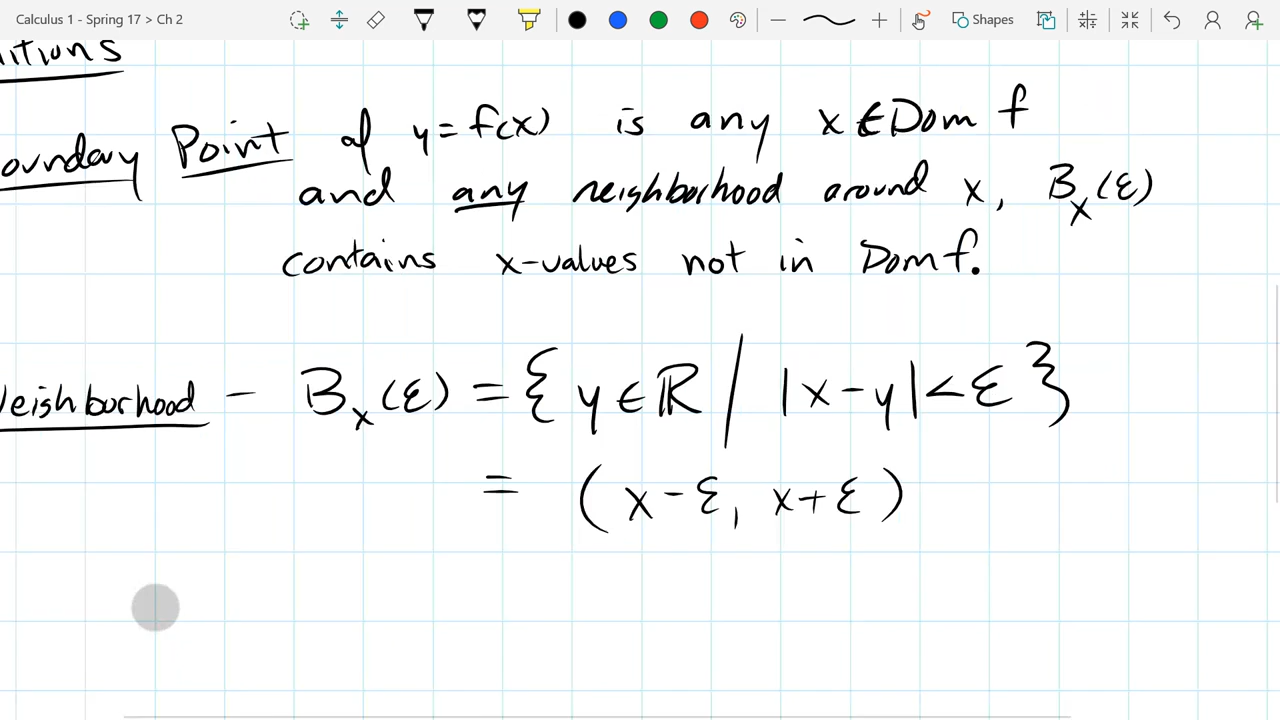 Calculus 1 - Spring 17 > Ch 2
Shapes
itions
oundary Point of y = f(x) is any x ∈ Dom f
and any neighborhood around x, Bₓ(ε)
contains x-values not in Dom f.
Neighborhood - Bₓ(ε) = { y ∈ ℝ / |x - y| < ε }
= (x - ε, x + ε)